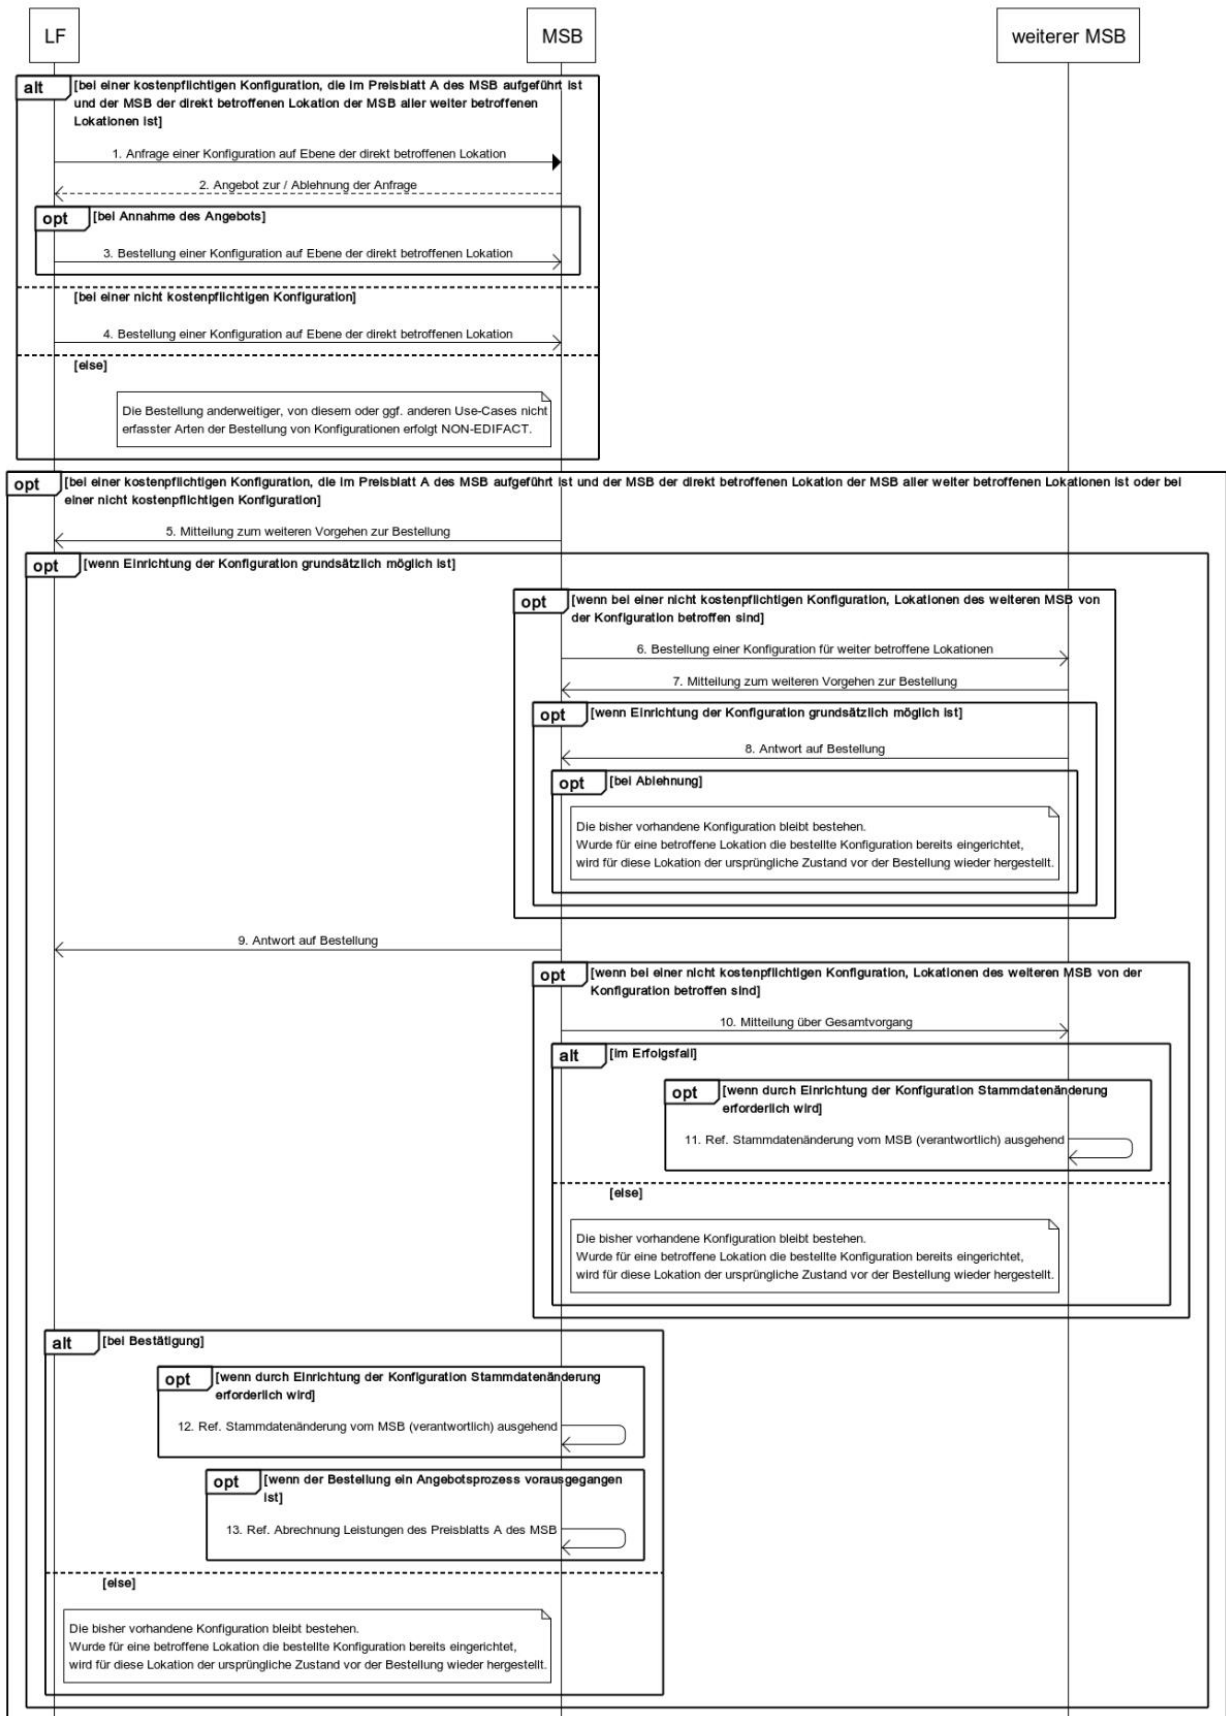 LF
MSB
weiterer MSB
alt
[bei einer kostenpflichtigen Konfiguration, die im Preisblatt A des MSB aufgeführt ist
und der MSB der direkt betroffenen Lokation der MSB aller weiter betroffenen
Lokationen ist]
1. Anfrage einer Konfiguration auf Ebene der direkt betroffenen Lokation
2. Angebot zur / Ablehnung der Anfrage
opt
[bei Annahme des Angebots]
3. Bestellung einer Konfiguration auf Ebene der direkt betroffenen Lokation
[bei einer nicht kostenpflichtigen Konfiguration]
4. Bestellung einer Konfiguration auf Ebene der direkt betroffenen Lokation
[else]
Die Bestellung anderweitiger, von diesem oder ggf. anderen Use-Cases nicht
erfasster Arten der Bestellung von Konfigurationen erfolgt NON-EDIFACT.
opt
[bei einer kostenpflichtigen Konfiguration, die im Preisblatt A des MSB aufgeführt ist und der MSB der direkt betroffenen Lokation der MSB aller weiter betroffenen Lokationen ist oder bei
einer nicht kostenpflichtigen Konfiguration]
5. Mitteilung zum weiteren Vorgehen zur Bestellung
opt
[wenn Einrichtung der Konfiguration grundsätzlich möglich ist]
opt
[wenn bei einer nicht kostenpflichtigen Konfiguration, Lokationen des weiteren MSB von
der Konfiguration betroffen sind]
6. Bestellung einer Konfiguration für weiter betroffene Lokationen
7. Mitteilung zum weiteren Vorgehen zur Bestellung
opt
[wenn Einrichtung der Konfiguration grundsätzlich möglich ist]
8. Antwort auf Bestellung
opt
[bei Ablehnung]
Die bisher vorhandene Konfiguration bleibt bestehen.
Wurde für eine betroffene Lokation die bestellte Konfiguration bereits eingerichtet,
wird für diese Lokation der ursprüngliche Zustand vor der Bestellung wieder hergestellt.
9. Antwort auf Bestellung
opt
[wenn bei einer nicht kostenpflichtigen Konfiguration, Lokationen des weiteren MSB von der
Konfiguration betroffen sind]
10. Mitteilung über Gesamtvorgang
alt
[im Erfolgsfall]
opt
[wenn durch Einrichtung der Konfiguration Stammdatenänderung
erforderlich wird]
11. Ref. Stammdatenänderung vom MSB (verantwortlich) ausgehend
[else]
Die bisher vorhandene Konfiguration bleibt bestehen.
Wurde für eine betroffene Lokation die bestellte Konfiguration bereits eingerichtet,
wird für diese Lokation der ursprüngliche Zustand vor der Bestellung wieder hergestellt.
alt
[bei Bestätigung]
opt
[wenn durch Einrichtung der Konfiguration Stammdatenänderung
erforderlich wird]
12. Ref. Stammdatenänderung vom MSB (verantwortlich) ausgehend
opt
[wenn der Bestellung ein Angebotsprozess vorausgegangen
ist]
13. Ref. Abrechnung Leistungen des Preisblatts A des MSB
[else]
Die bisher vorhandene Konfiguration bleibt bestehen.
Wurde für eine betroffene Lokation die bestellte Konfiguration bereits eingerichtet,
wird für diese Lokation der ursprüngliche Zustand vor der Bestellung wieder hergestellt.